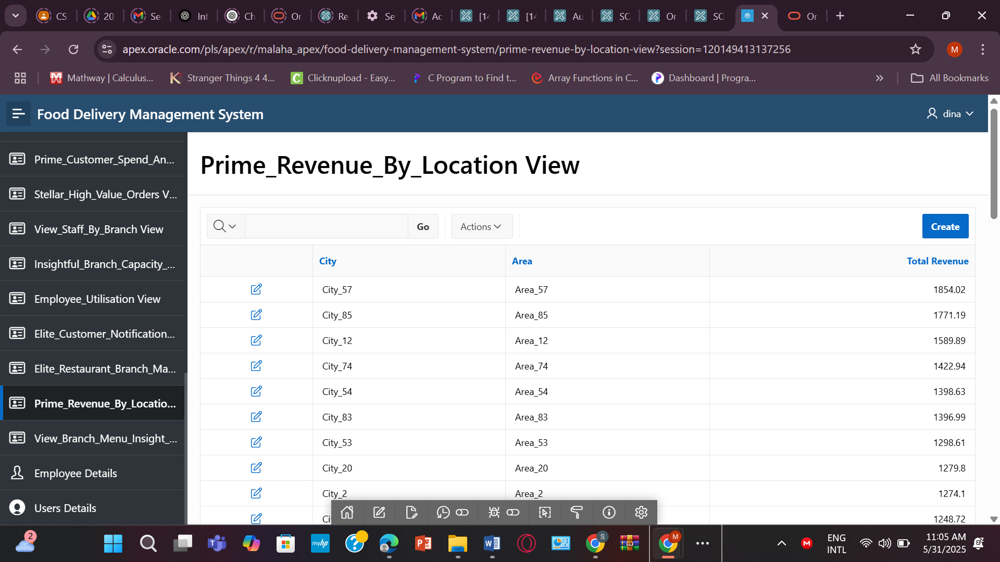 CS
20
Se
Int
Ch
Or
Re
Se
Ac
[14
[14
Au
SC
Or
SC
Or
apex.oracle.com/pls/apex/r/malaha_apex/food-delivery-management-system/prime-revenue-by-location-view?session=120149413137256
M
Mathway | Calculus...
Stranger Things 4 4...
Clicknupload - Easy...
C Program to Find t...
Array Functions in C...
Dashboard | Progra...
All Bookmarks
Food Delivery Management System
dina
Prime_Customer_Spend_An...
Stellar_High_Value_Orders V...
View_Staff_By_Branch View
Insightful_Branch_Capacity_...
Employee_Utilisation View
Elite_Customer_Notification...
Elite_Restaurant_Branch_Ma...
Prime_Revenue_By_Locatio...
View_Branch_Menu_Insight_...
Employee Details
Users Details
Prime_Revenue_By_Location View
Go
Actions
Create
City Area Total Revenue
City_57 Area_57 1854.02
City_85 Area_85 1771.19
City_12 Area_12 1589.89
City_74 Area_74 1422.94
City_54 Area_54 1398.63
City_83 Area_83 1396.99
City_53 Area_53 1298.61
City_20 Area_20 1279.8
City_2 Area_2 1274.1
Ci 1248.72
2
myhp
S
M
M
ENG
INTL
11:05 AM
5/31/2025